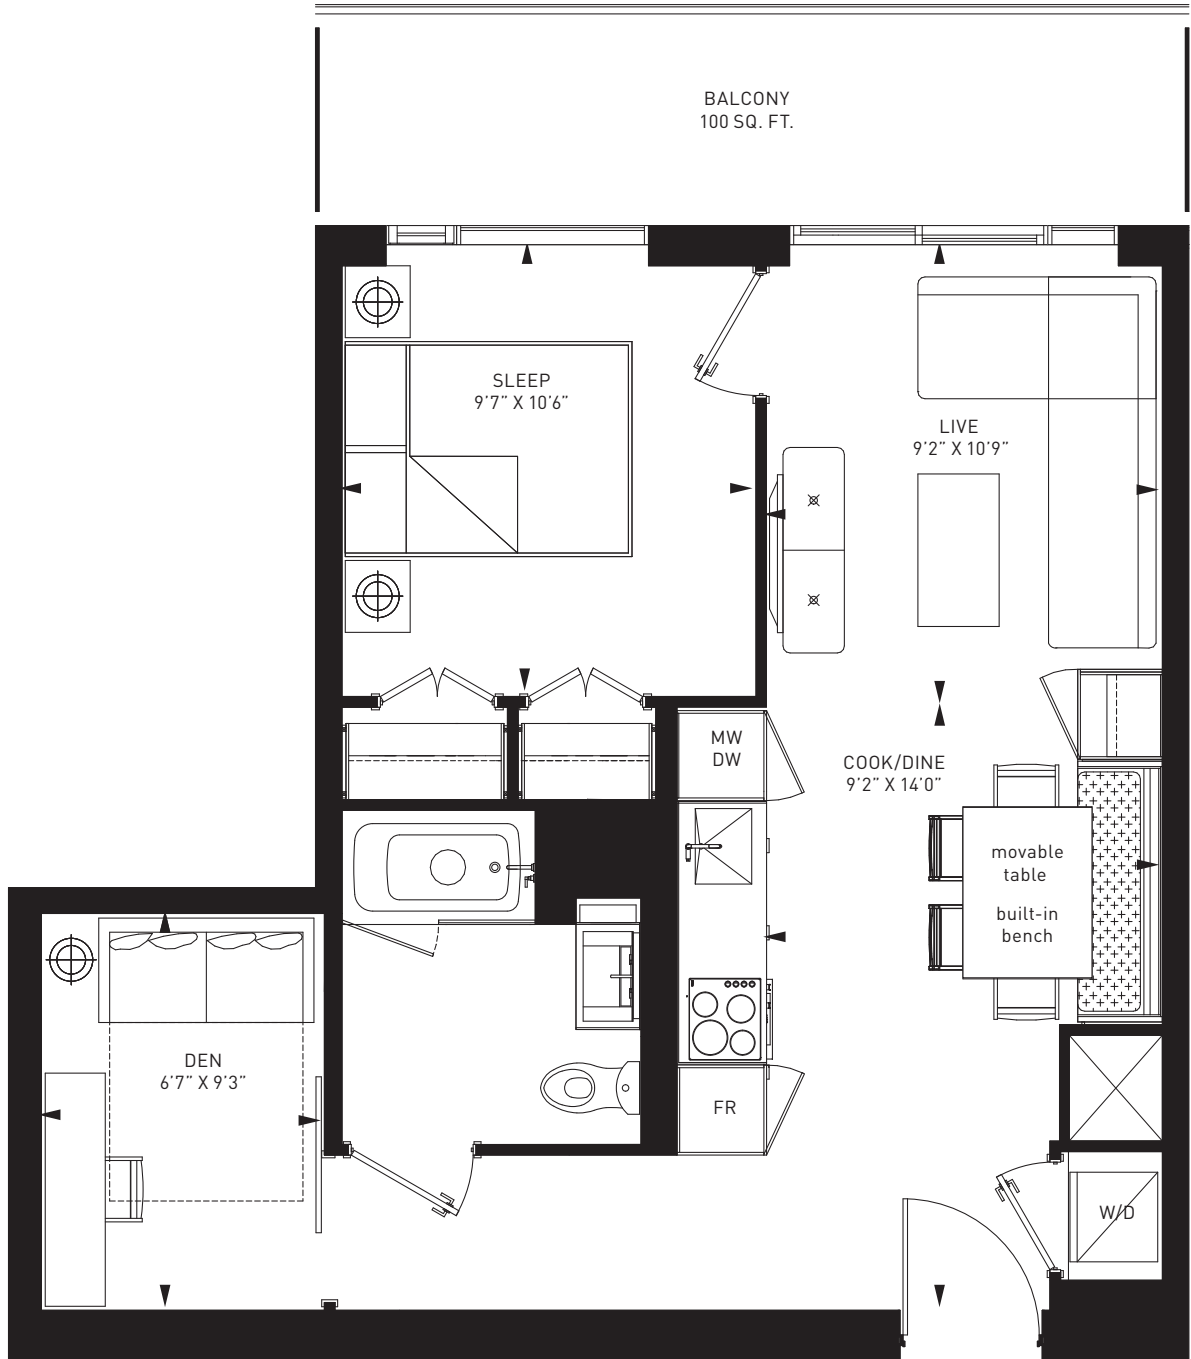 BALCONY
100 SQ. FT.
SLEEP
9’7” X 10’6”
LIVE
9’2” X 10’9”
MW
DW
COOK/DINE
9’2” X 14’0”
movable
table
built-in
bench
DEN
6’7” X 9’3”
FR
W/D